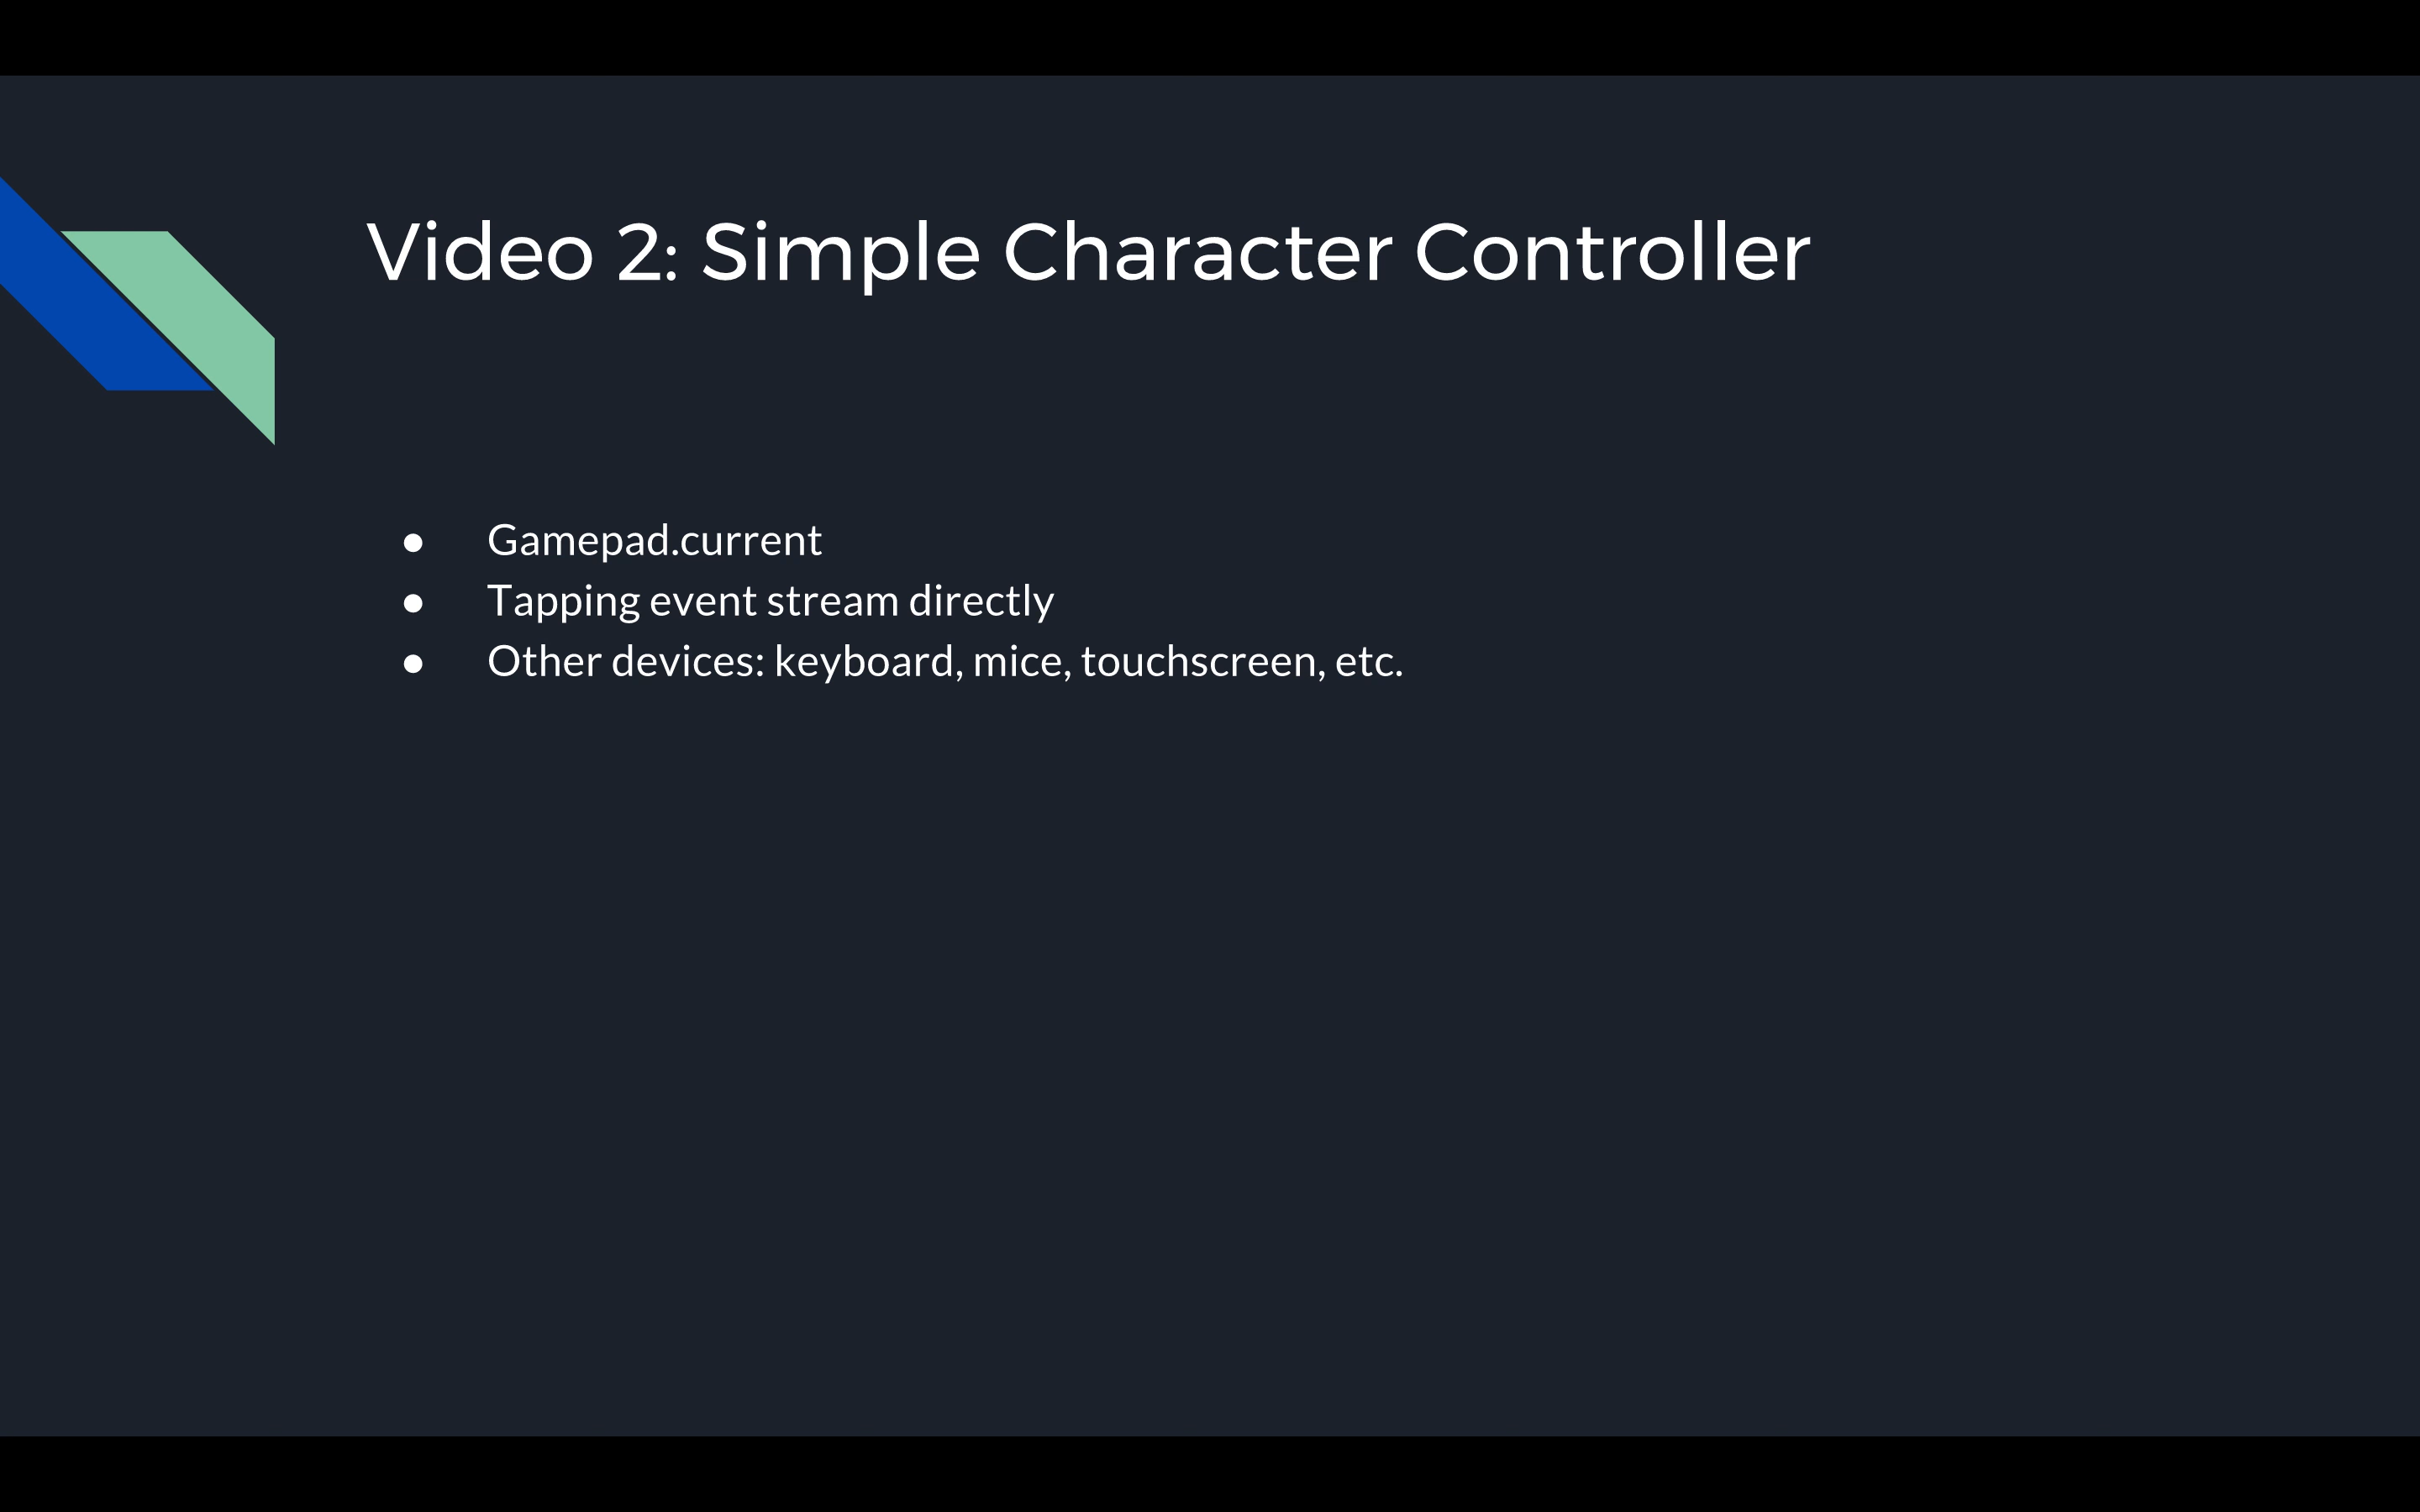 Video 2: Simple Character Controller
● Gamepad.current
● Tapping event stream directly
● Other devices: keyboard, mice, touchscreen, etc.